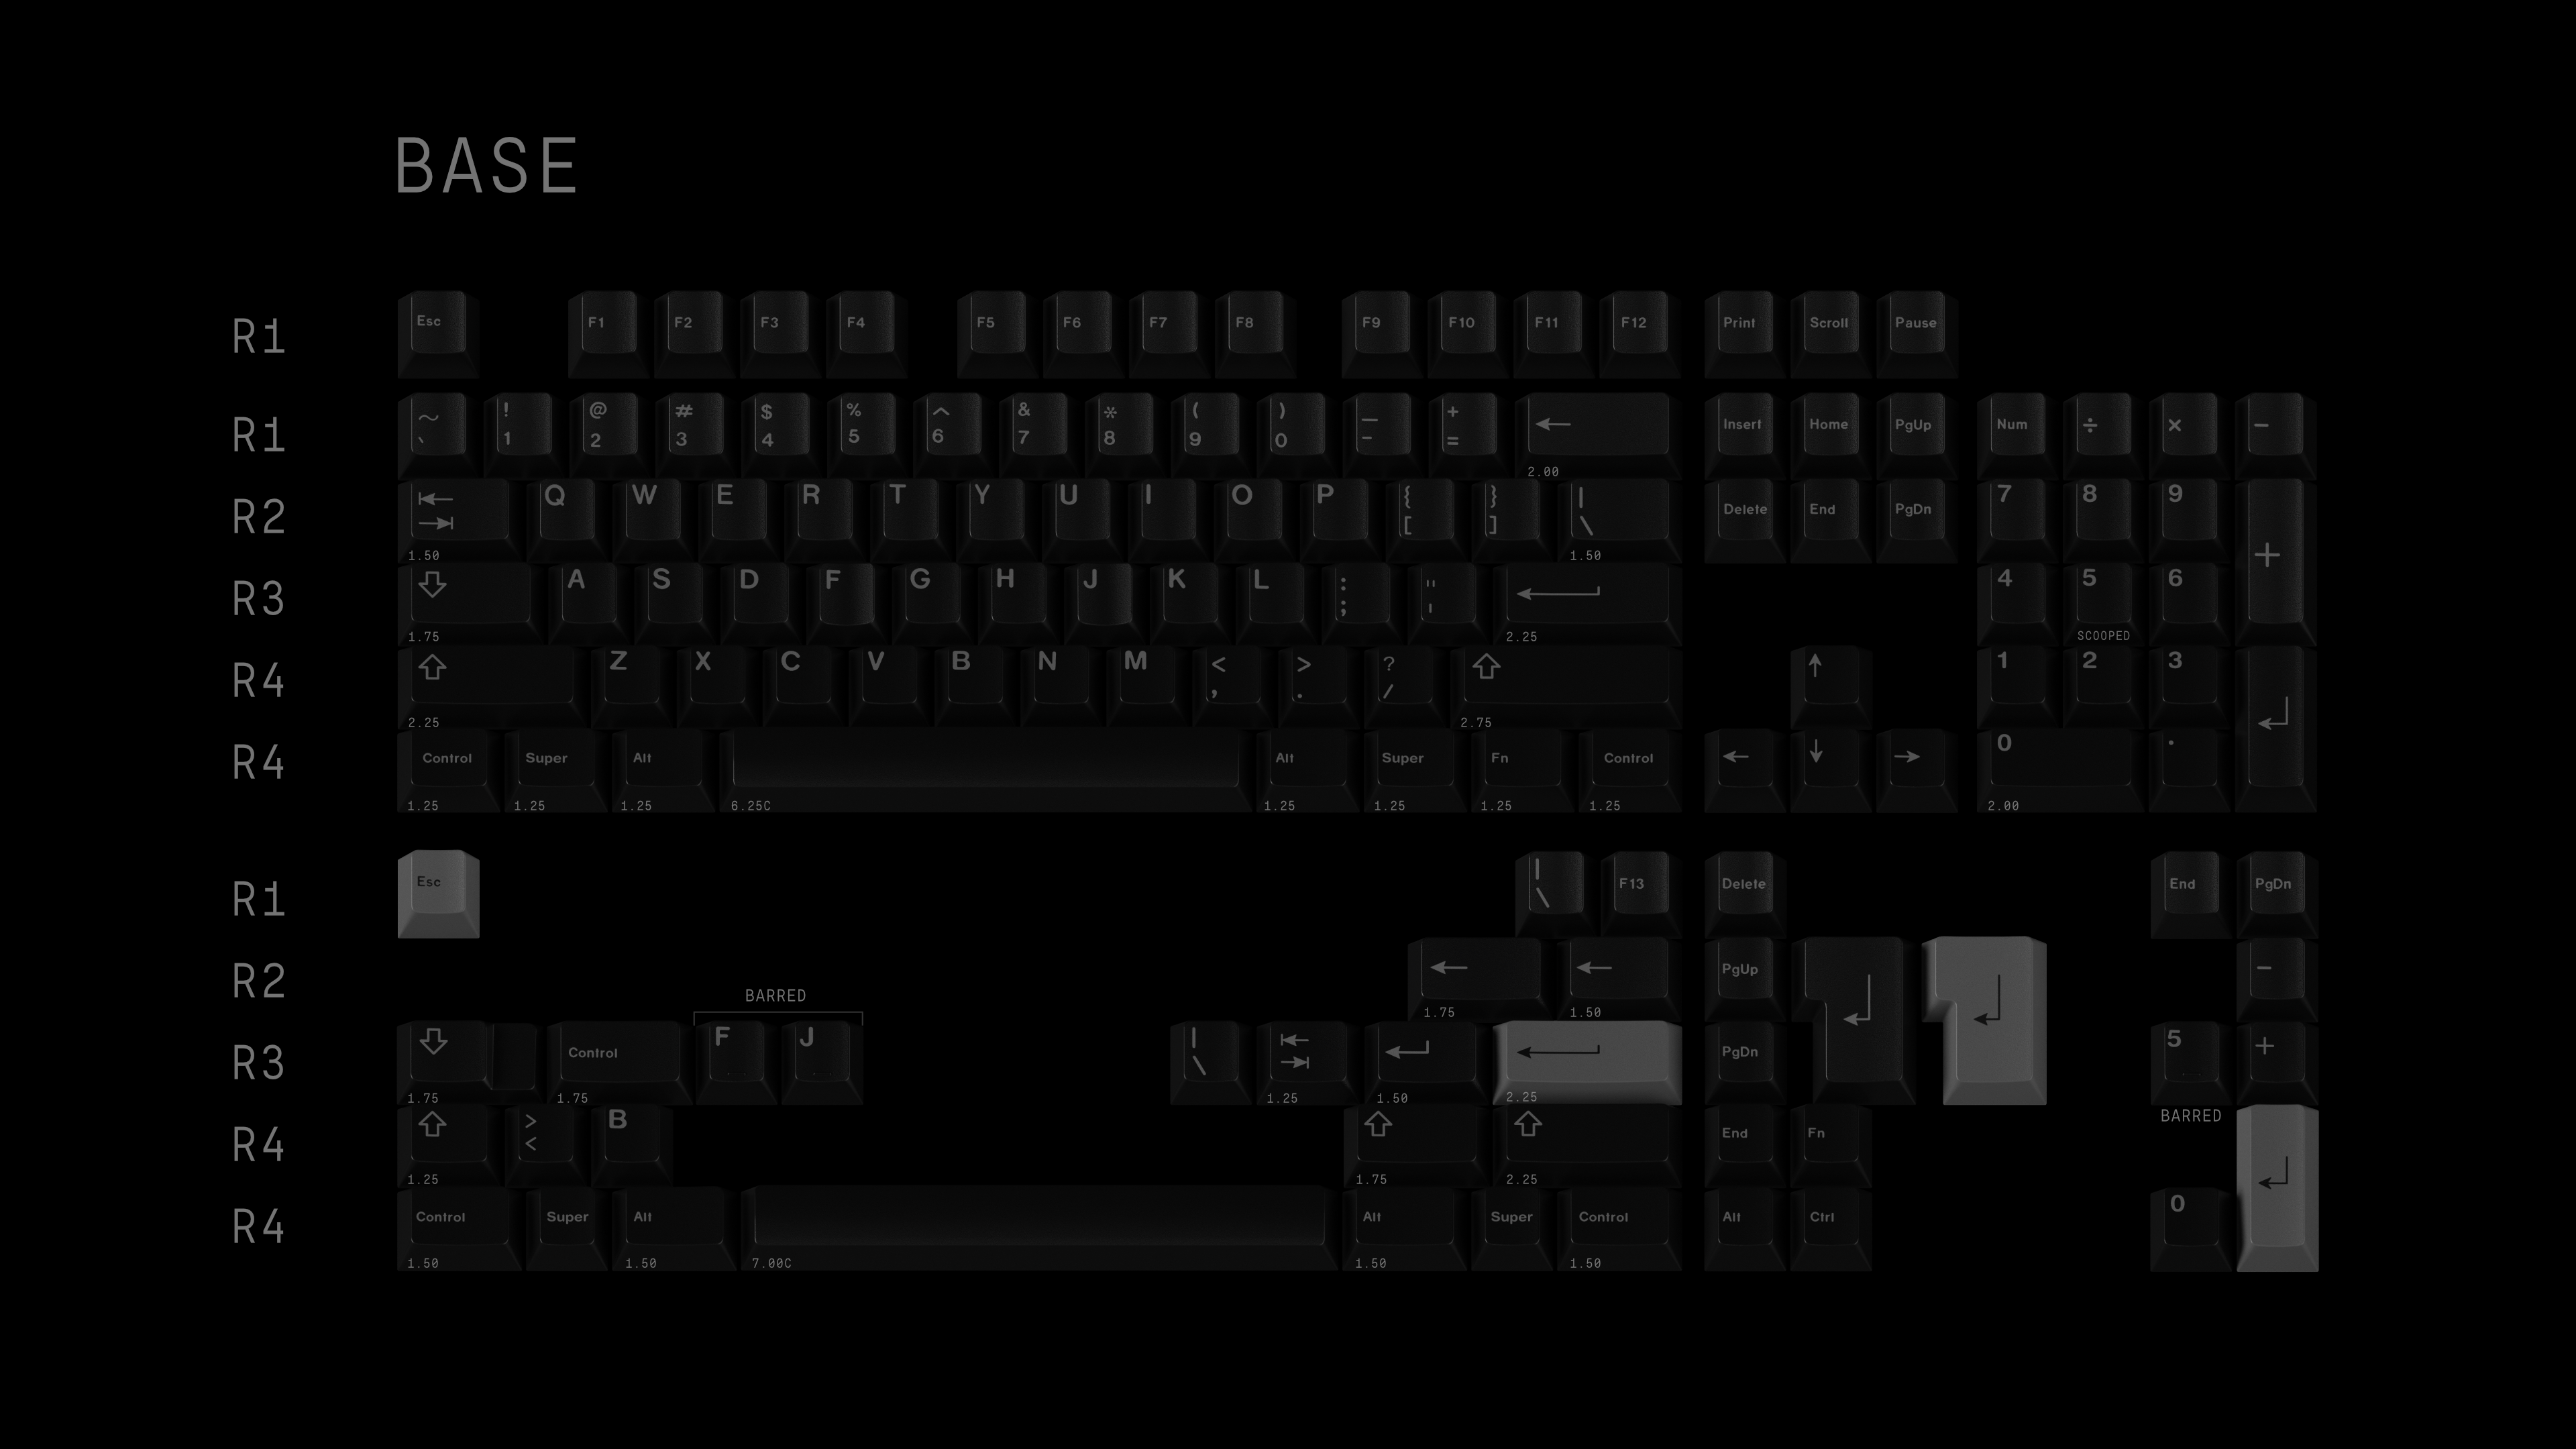 BASE
R1 Esc F1 F2 F3 F4 F5 F6 F7 F8 F9 F10 F11 F12 Print Scroll Pause
~ ! @ # $ % ^ & * ( ) _ +
R1 ` 1 2 3 4 5 6 7 8 9 0 - = ← Insert Home PgUp Num ÷ × -
2.00
Q W E R T Y U I O P { } | 7 8 9
R2 ⇤ ⇥ [ ] \ Delete End PgDn +
1.50 1.50
A S D F G H J K L : " 4 5 6
R3 ⇩ ; ' ↵
1.75 2.25 SCOOPED
Z X C V B N M < > ? 1 2 3
R4 ⇧ , . / ⇧ ↑ ↵
2.25 2.75
0 .
R4 Control Super Alt Alt Super Fn Control ← ↓ →
1.25 1.25 1.25 6.25C 1.25 1.25 1.25 1.25 2.00
R1 Esc | \ F13 Delete End PgDn
R2 ← ← PgUp ↵ ↵ -
BARRED 1.75 1.50
R3 ⇩ Control F J | \ ⇤ ⇥ ↵ ↵ PgDn 5 +
1.75 1.75 1.25 1.50 2.25
BARRED
R4 ⇧ > < B ⇧ ⇧ End Fn ↵
1.25 1.75 2.25
R4 Control Super Alt Alt Super Control Alt Ctrl 0
1.50 1.50 7.00C 1.50 1.50